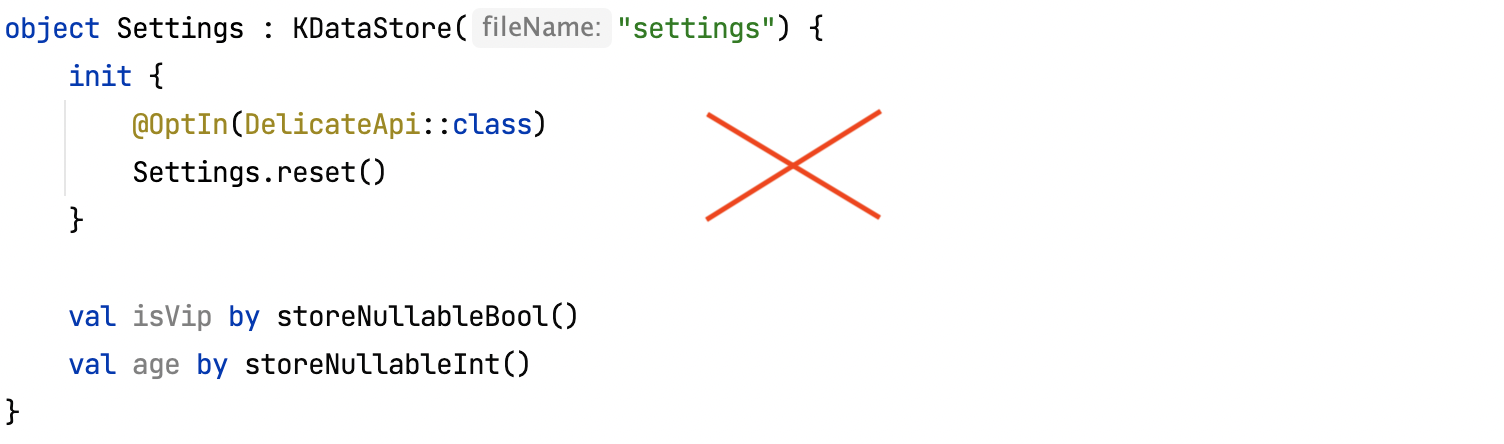 object Settings : KDataStore( fileName: "settings") {
init {
@OptIn(DelicateApi::class)
Settings.reset()
}
val isVip by storeNullableBool()
val age by storeNullableInt()
}